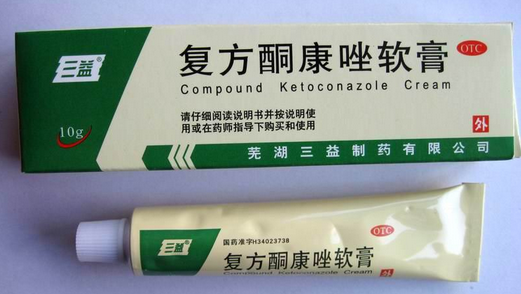 三益®
复方酮康唑软膏
OTC
Compound Ketoconazole Cream
请仔细阅读说明书并按说明使
用或在药师指导下购买和使用
10g
外
芜湖三益制药有限公司
三益
国药准字H34023738
OTC
复方酮康唑软膏
Compound Ketoconazole Cream
外